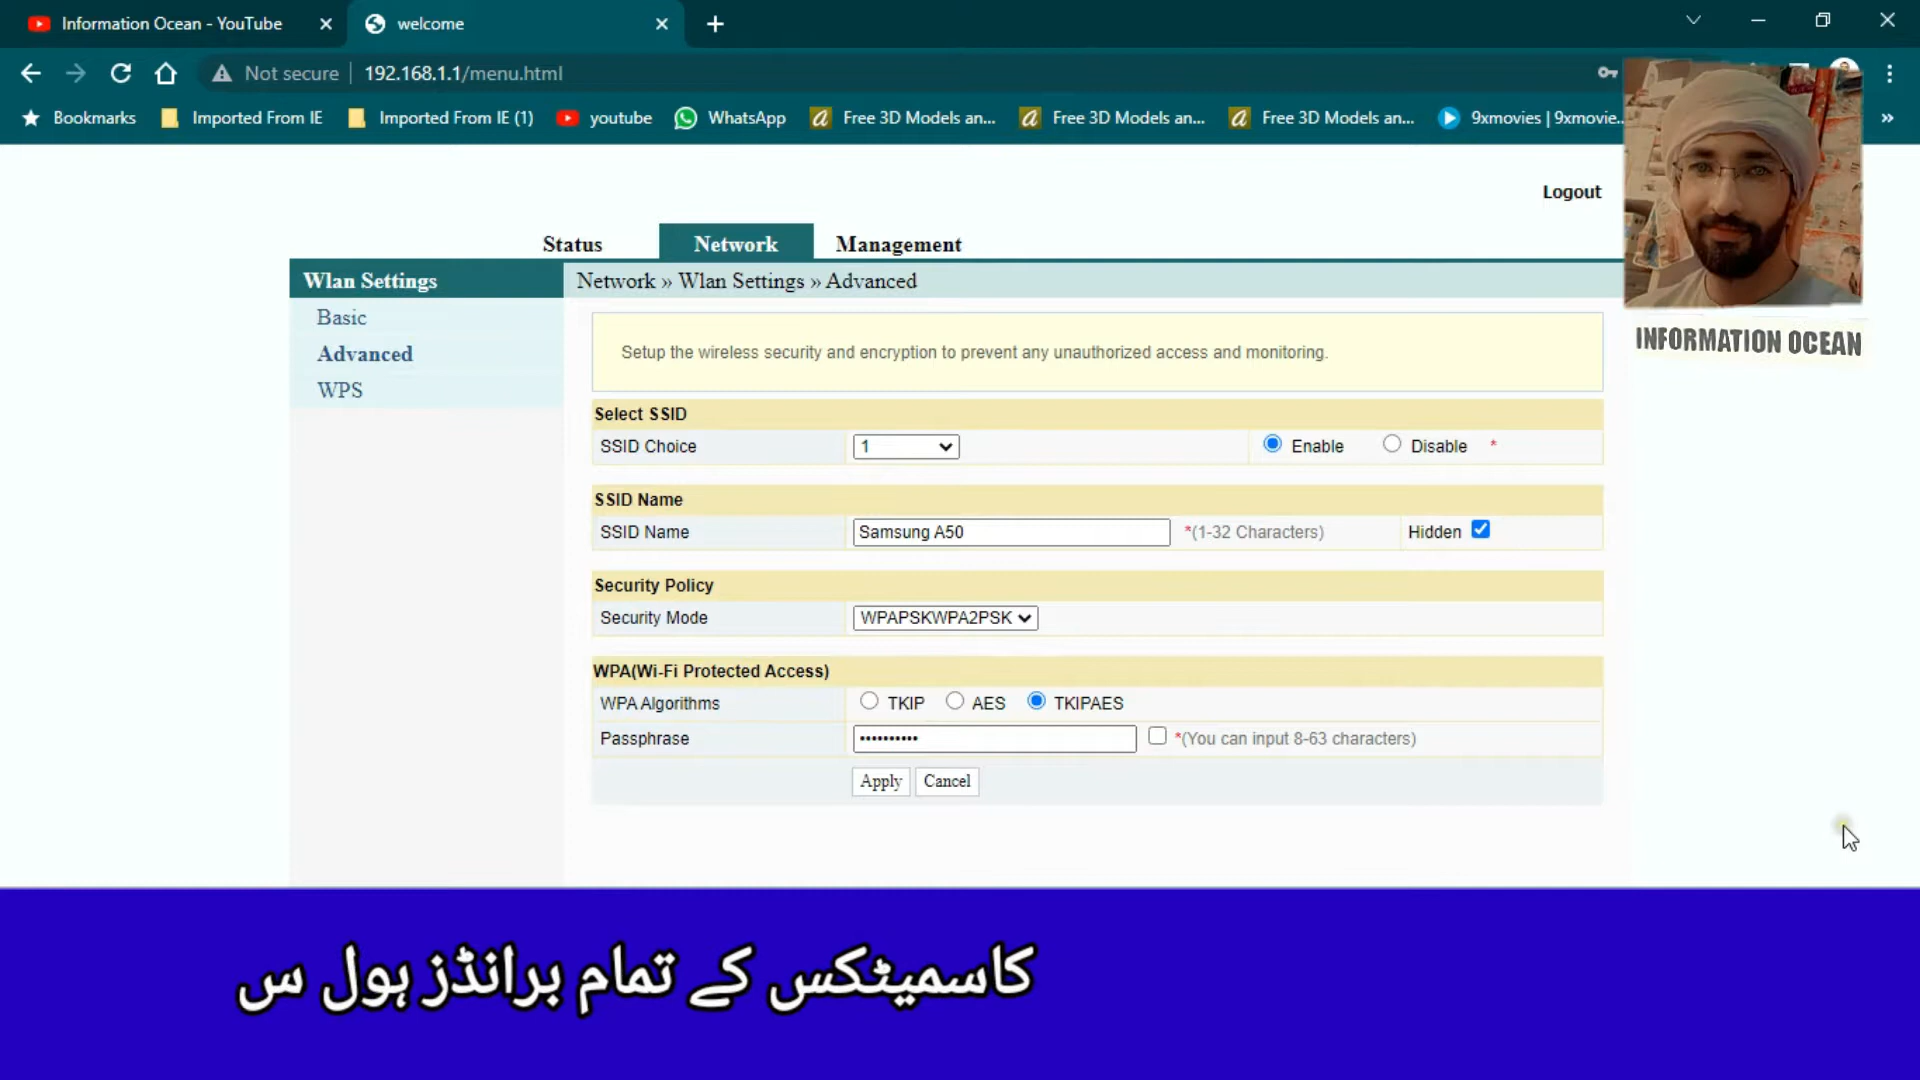 Information Ocean - YouTube
welcome
Not secure
192.168.1.1/menu.html
Bookmarks
Imported From IE
Imported From IE (1)
youtube
WhatsApp
Free 3D Models an...
Free 3D Models an...
Free 3D Models an...
9xmovies | 9xmovie...
Logout
INFORMATION OCEAN
Status
Network
Management
Wlan Settings
Network » Wlan Settings » Advanced
Basic
Advanced
WPS
Setup the wireless security and encryption to prevent any unauthorized access and monitoring.
Select SSID
SSID Choice
1
Enable
Disable *
SSID Name
SSID Name
Samsung A50
*(1-32 Characters)
Hidden
Security Policy
Security Mode
WPAPSKWPA2PSK
WPA(Wi-Fi Protected Access)
WPA Algorithms
TKIP
AES
TKIPAES
Passphrase
••••••••••
*(You can input 8-63 characters)
Apply
Cancel
کاسمیٹکس کے تمام برانڈز ہول س